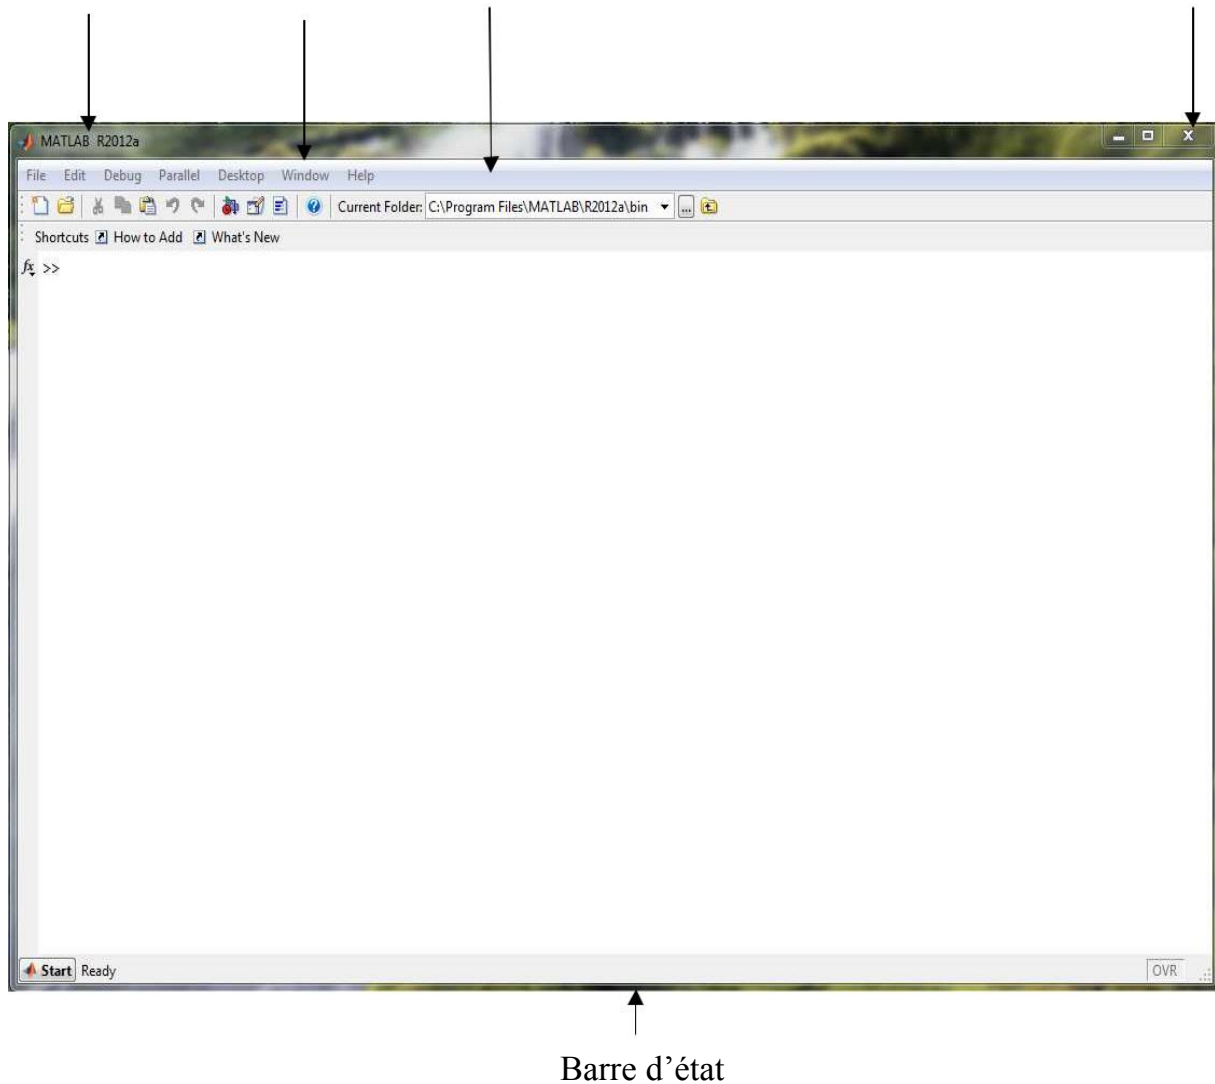 MATLAB R2012a
File Edit Debug Parallel Desktop Window Help
Current Folder: C:\Program Files\MATLAB\R2012a\bin ...
Shortcuts How to Add What's New
fx >>
Start Ready OVR
Barre d’état